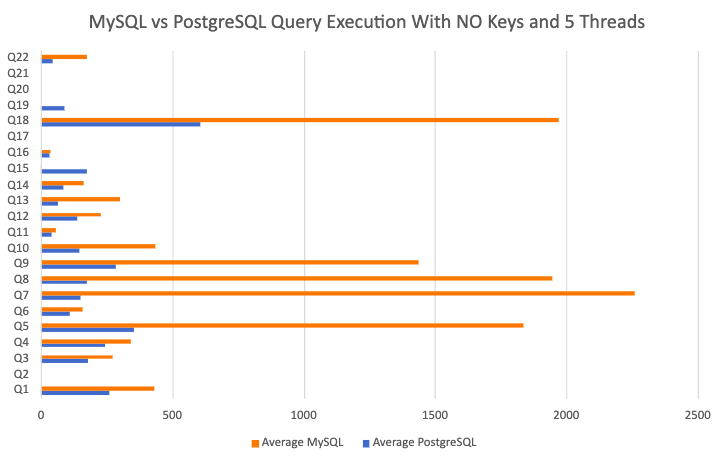 MySQL vs PostgreSQL Query Execution With NO Keys and 5 Threads
Q22
Q21
Q20
Q19
Q18
Q17
Q16
Q15
Q14
Q13
Q12
Q11
Q10
Q9
Q8
Q7
Q6
Q5
Q4
Q3
Q2
Q1
0 500 1000 1500 2000 2500
Average MySQL Average PostgreSQL